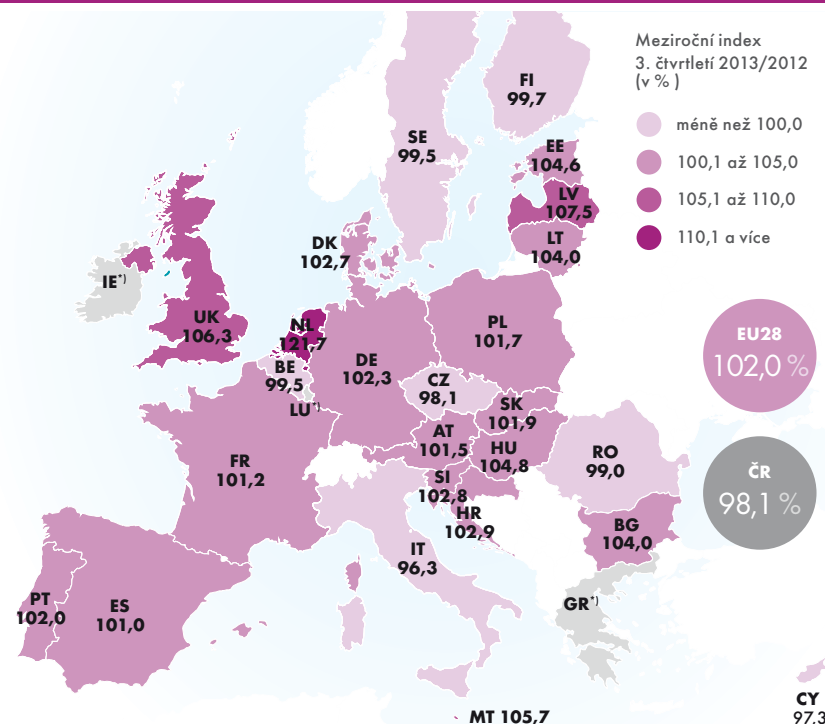 Meziroční index
3. čtvrtletí 2013/2012
(v % )
méně než 100,0
100,1 až 105,0
105,1 až 110,0
110,1 a více
FI
99,7
SE
99,5
EE
104,6
LV
107,5
LT
104,0
DK
102,7
IE*)
UK
106,3
NL
121,7
BE
99,5
LU*)
DE
102,3
PL
101,7
CZ
98,1
SK
101,9
AT
101,5
HU
104,8
SI
102,8
HR
102,9
RO
99,0
BG
104,0
FR
101,2
IT
96,3
PT
102,0
ES
101,0
GR*)
MT 105,7
CY
97,3
EU28
102,0 %
ČR
98,1 %